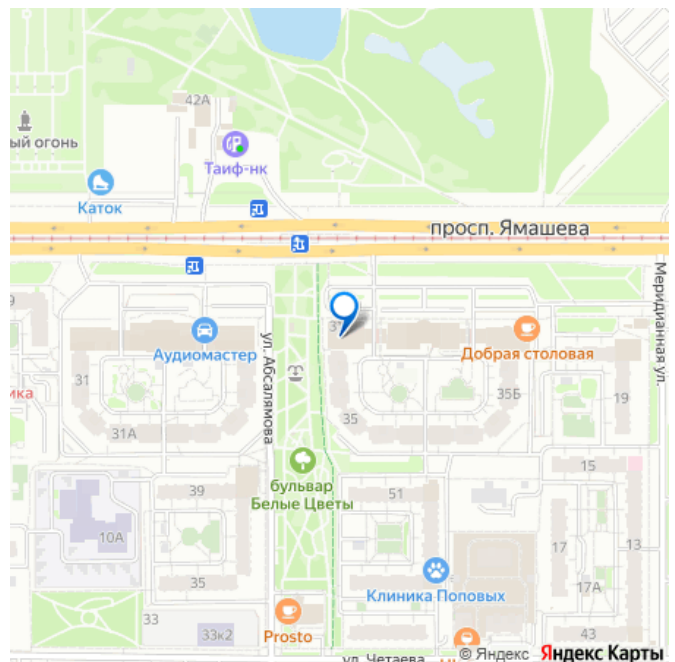 42А
ый огонь
Таиф-нк
Каток
просп. Ямашева
Меридианная ул.
9
Аудиомастер
ул. Абсалямова
Добрая столовая
31
ика
35Б
19
31А
35
бульвар
Белые Цветы
15
39
51
10А
17
13
35
Клиника Поповых
17А
33
33к2
Prosto
43
ул. Четаева
© Яндекс Яндекс Карты